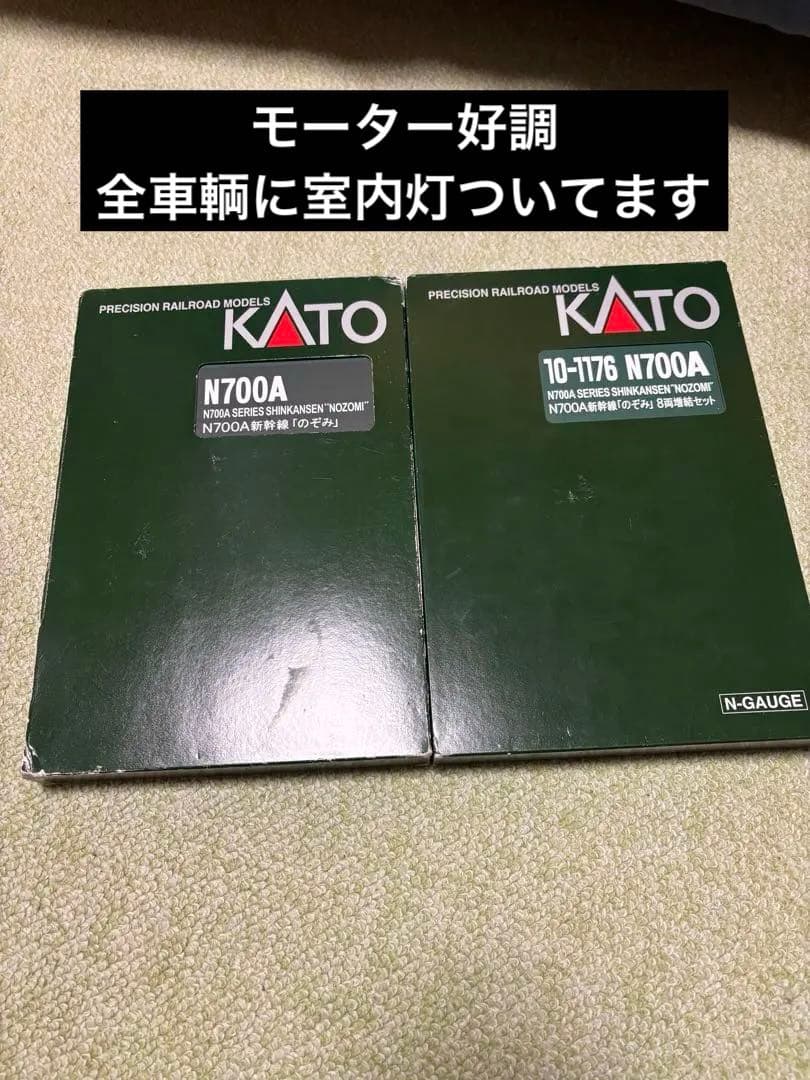 モーター好調
全車輌に室内灯ついてます
PRECISION RAILROAD MODELS
KATO
N700A
N700A SERIES SHINKANSEN "NOZOMI"
N700A新幹線「のぞみ」
PRECISION RAILROAD MODELS
KATO
10-1176 N700A
N700A SERIES SHINKANSEN "NOZOMI"
N700A新幹線「のぞみ」8両増結セット
N-GAUGE